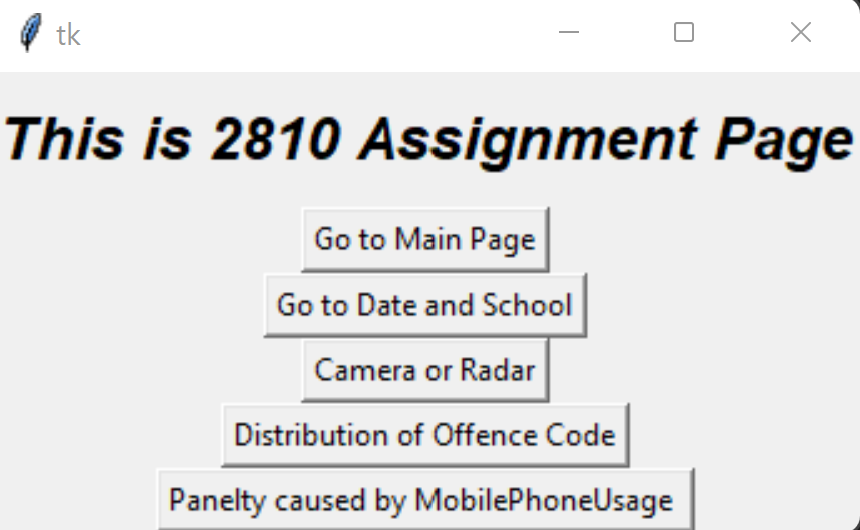 tk
This is 2810 Assignment Page
Go to Main Page
Go to Date and School
Camera or Radar
Distribution of Offence Code
Panelty caused by MobilePhoneUsage